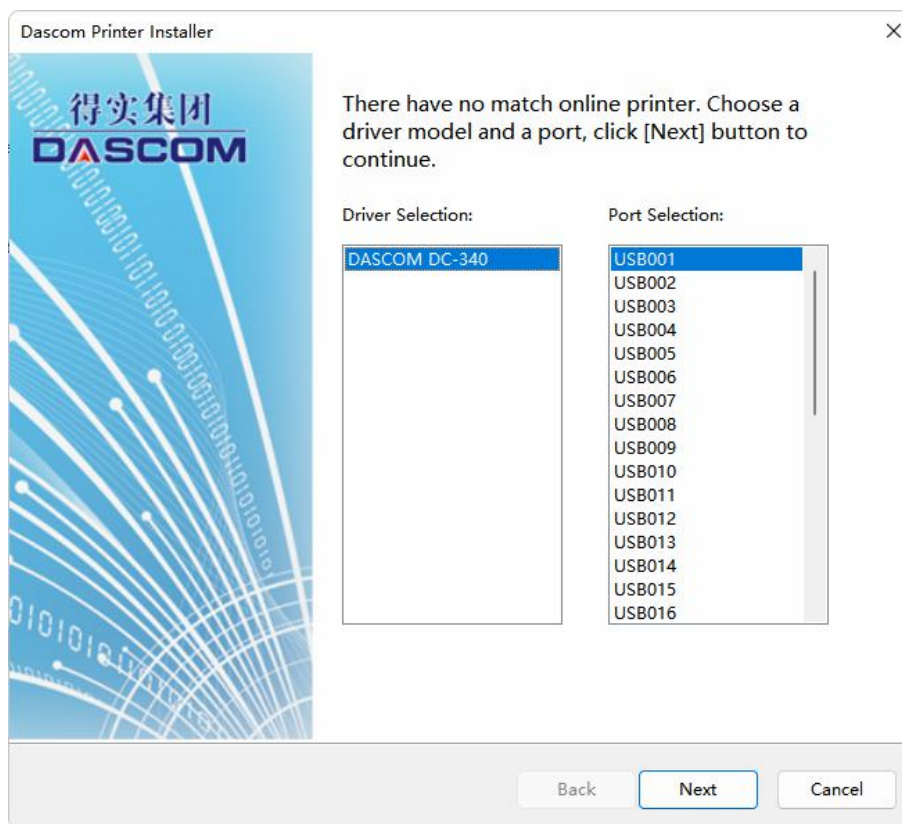 Dascom Printer Installer
得实集团
DASCOM
There have no match online printer. Choose a
driver model and a port, click [Next] button to
continue.
Driver Selection:
Port Selection:
DASCOM DC-340
USB001
USB002
USB003
USB004
USB005
USB006
USB007
USB008
USB009
USB010
USB011
USB012
USB013
USB014
USB015
USB016
Back
Next
Cancel